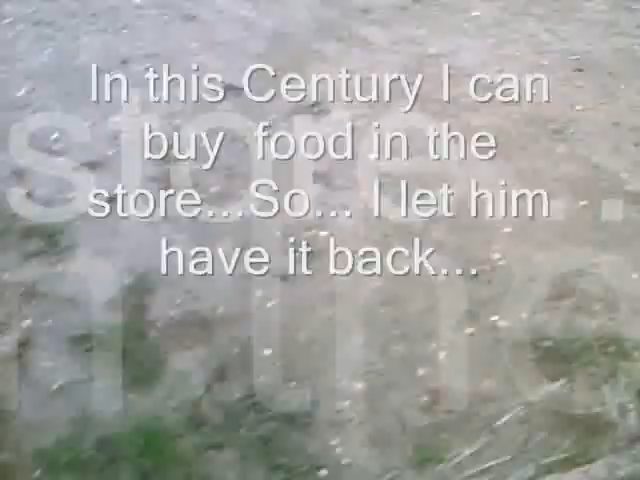 In this Century I can
buy food in the
store...So... I let him
have it back...